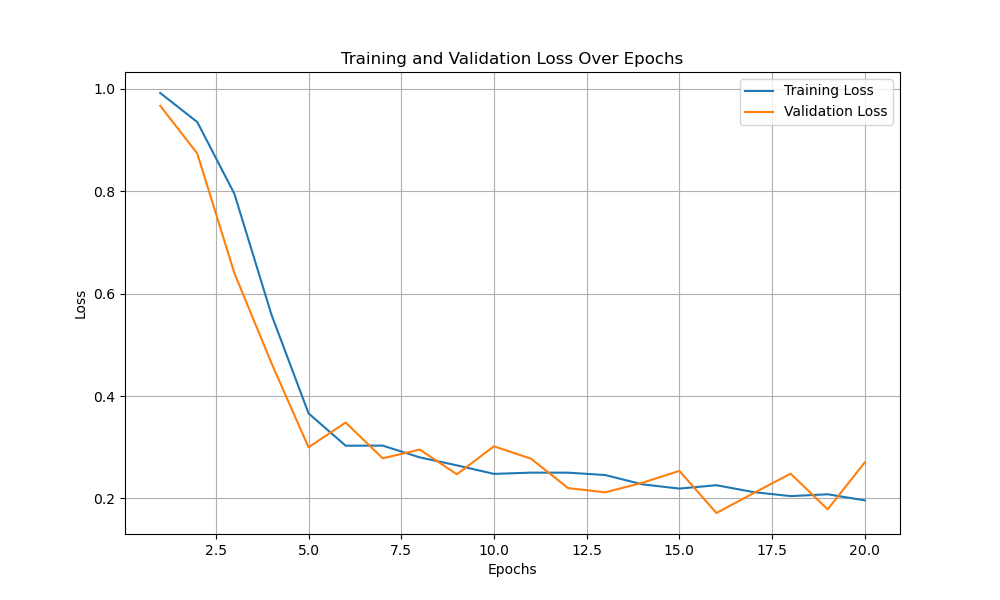 Training and Validation Loss Over Epochs
Training Loss
Validation Loss
1.0
0.8
0.6
0.4
0.2
Loss
2.5 5.0 7.5 10.0 12.5 15.0 17.5 20.0
Epochs